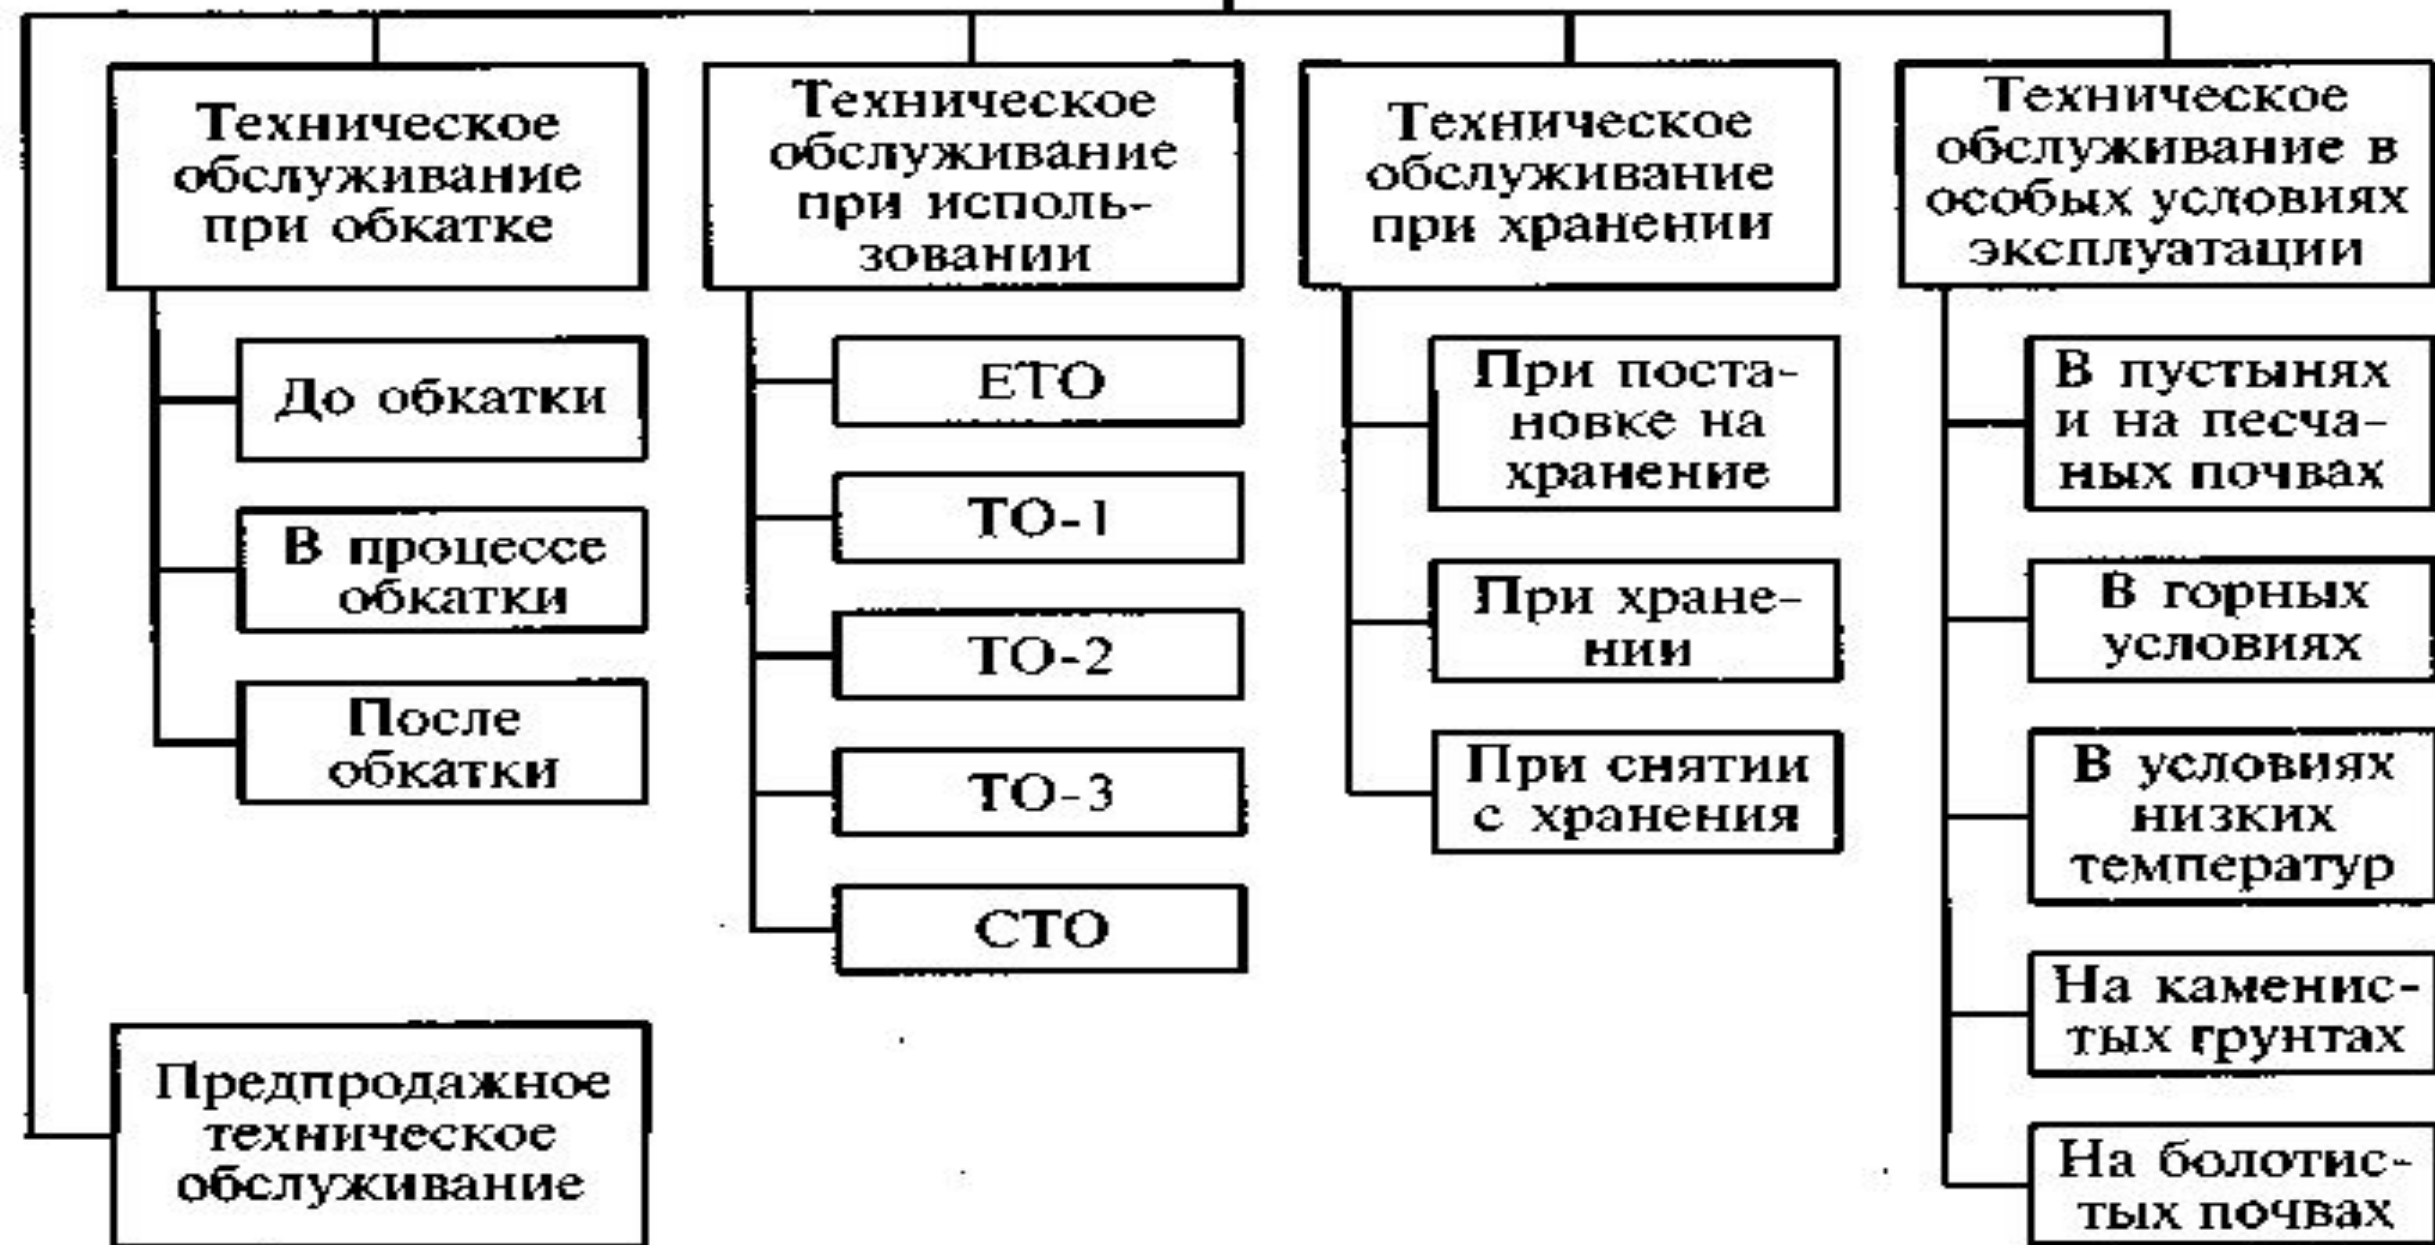 Техническое
обслуживание
при обкатке
До обкатки
В процессе
обкатки
После
обкатки
Предпродажное
техническое
обслуживание
Техническое
обслуживание
при исполь-
зовании
ЕТО
ТО-1
ТО-2
ТО-3
СТО
Техническое
обслуживание
при хранении
При поста-
новке на
хранение
При хране-
нии
При снятии
с хранения
Техническое
обслуживание в
особых условиях
эксплуатации
В пустынях
и на песча-
ных почвах
В горных
условиях
В условиях
низких
температур
На каменис-
тых грунтах
На болотис-
тых почвах